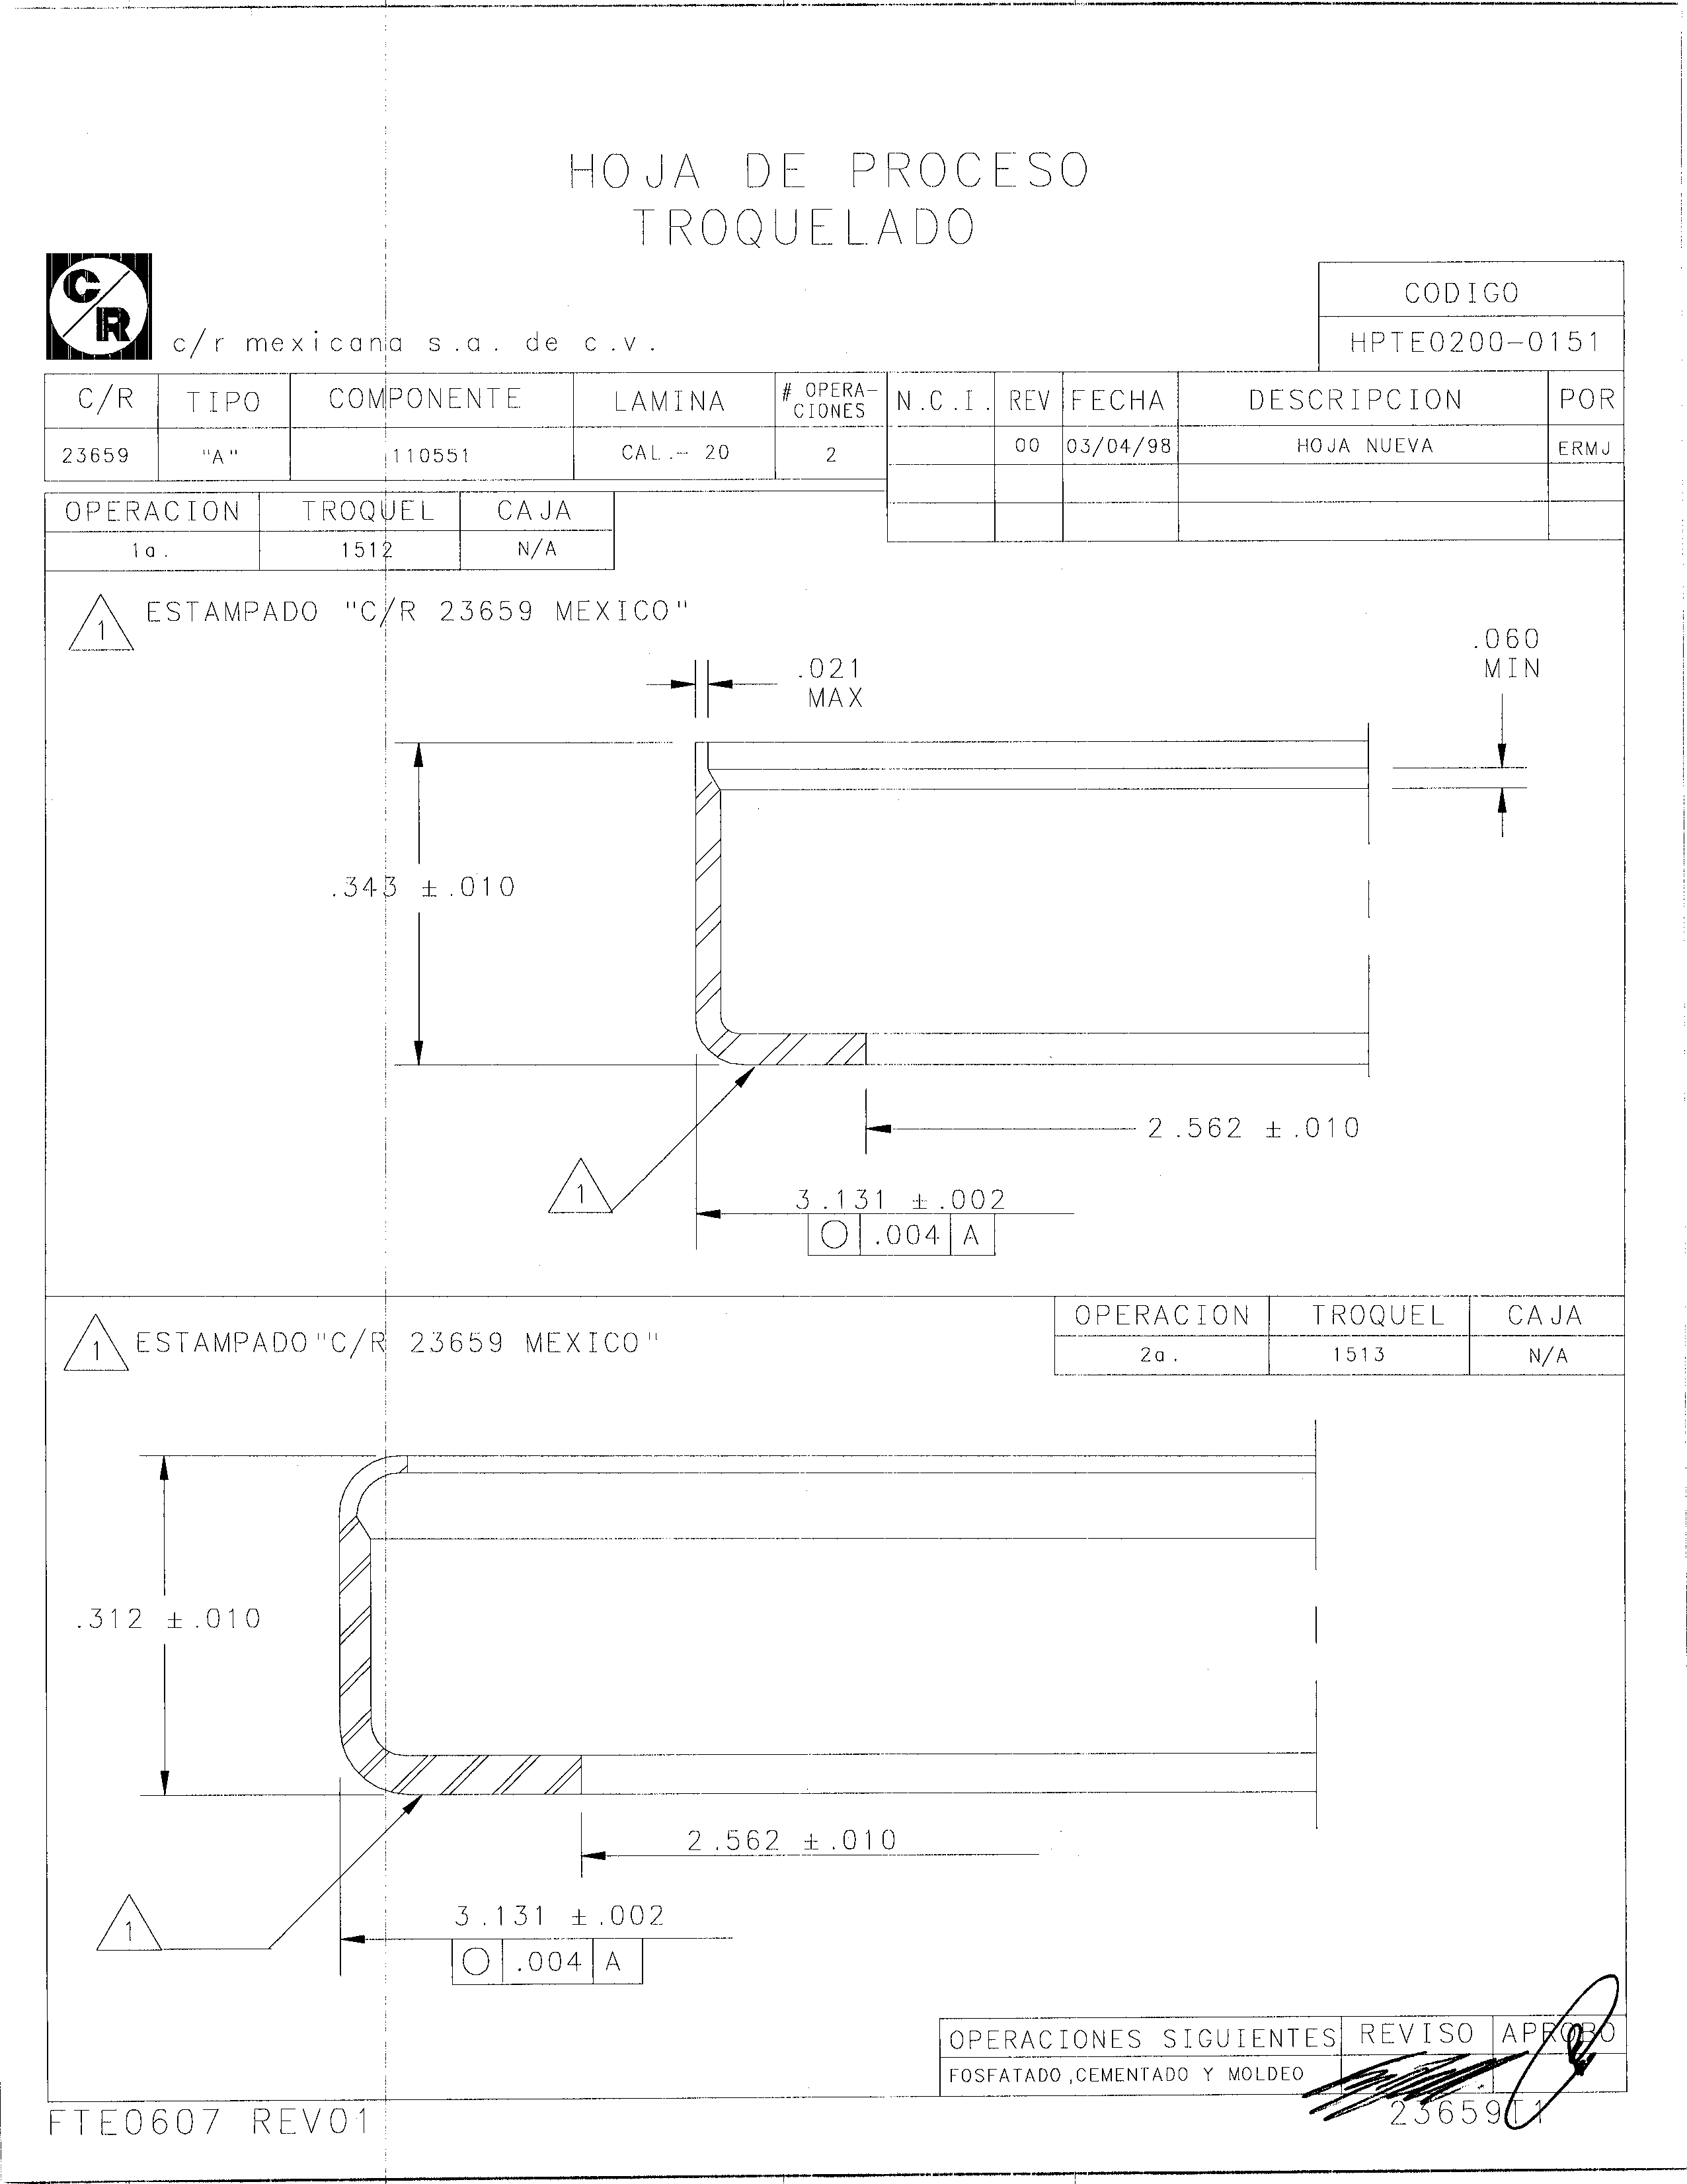 HOJA DE PROCESO
TROQUELADO
C/R
c/r mexicana s.a. de c.v.
CODIGO
HPTE0200-0151
C/R TIPO COMPONENTE LAMINA # OPERA-CIONES N.C.I. REV FECHA DESCRIPCION POR
23659 "A" 110551 CAL.- 20 2 00 03/04/98 HOJA NUEVA ERMJ
OPERACION TROQUEL CAJA
1a. 1512 N/A
1 ESTAMPADO "C/R 23659 MEXICO"
.060
MIN
.021
MAX
.343 ±.010
2.562 ±.010
1
3.131 ±.002
○ .004 A
OPERACION TROQUEL CAJA
2a. 1513 N/A
1 ESTAMPADO "C/R 23659 MEXICO"
.312 ±.010
2.562 ±.010
1
3.131 ±.002
○ .004 A
OPERACIONES SIGUIENTES REVISO APROBO
FOSFATADO,CEMENTADO Y MOLDEO
FTE0607 REV01
23659T1